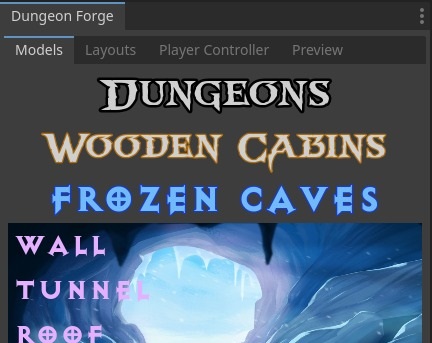 Dungeon Forge
Models Layouts Player Controller Preview
Dungeons
Wooden Cabins
FROZEN CAVES
WALL
TUNNEL
ROOF